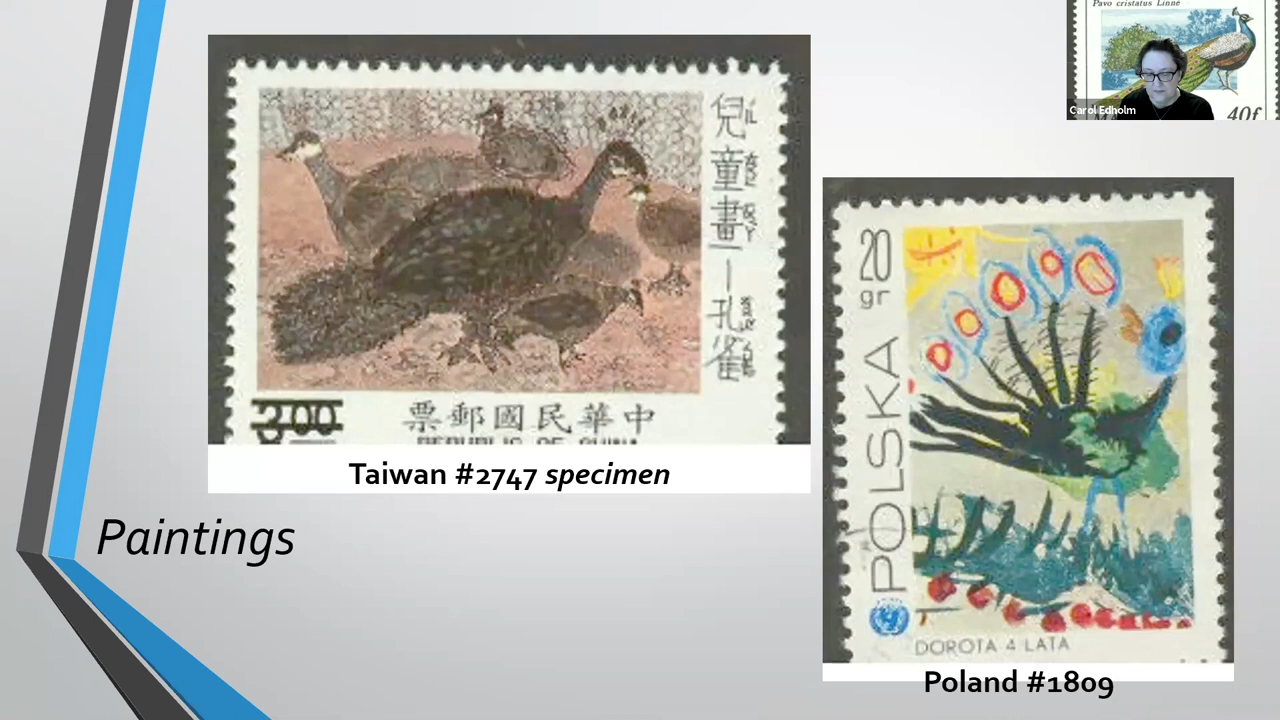 Pavo cristatus Linné
Carol Edholm
40f
兒童畫—孔雀
3.00
票郵國民華中
REPUBLIC OF CHINA
Taiwan #2747 specimen
Paintings
20
gr
POLSKA
DOROTA 4 LATA
Poland #1809